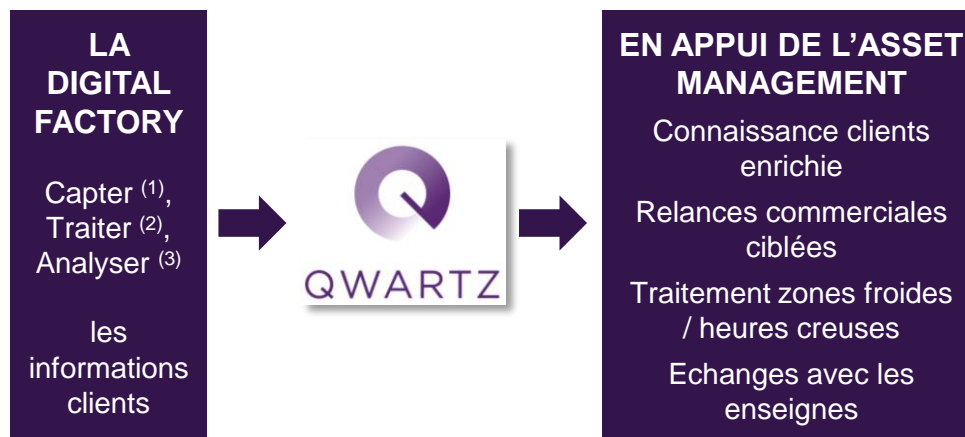 LA
DIGITAL
FACTORY
Capter (1),
Traiter (2),
Analyser (3)
les
informations
clients
QWARTZ
EN APPUI DE L'ASSET
MANAGEMENT
Connaissance clients
enrichie
Relances commerciales
ciblées
Traitement zones froides
/ heures creuses
Echanges avec les
enseignes